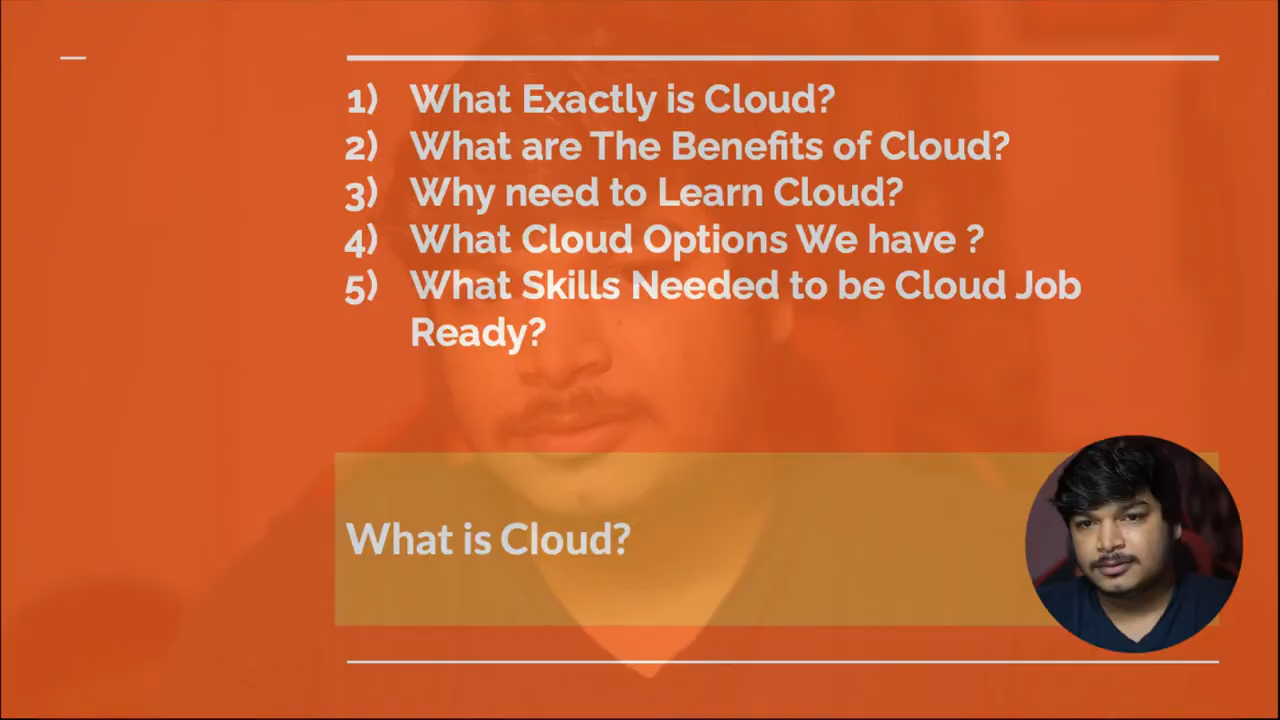 1) What Exactly is Cloud?
2) What are The Benefits of Cloud?
3) Why need to Learn Cloud?
4) What Cloud Options We have ?
5) What Skills Needed to be Cloud Job
Ready?
What is Cloud?